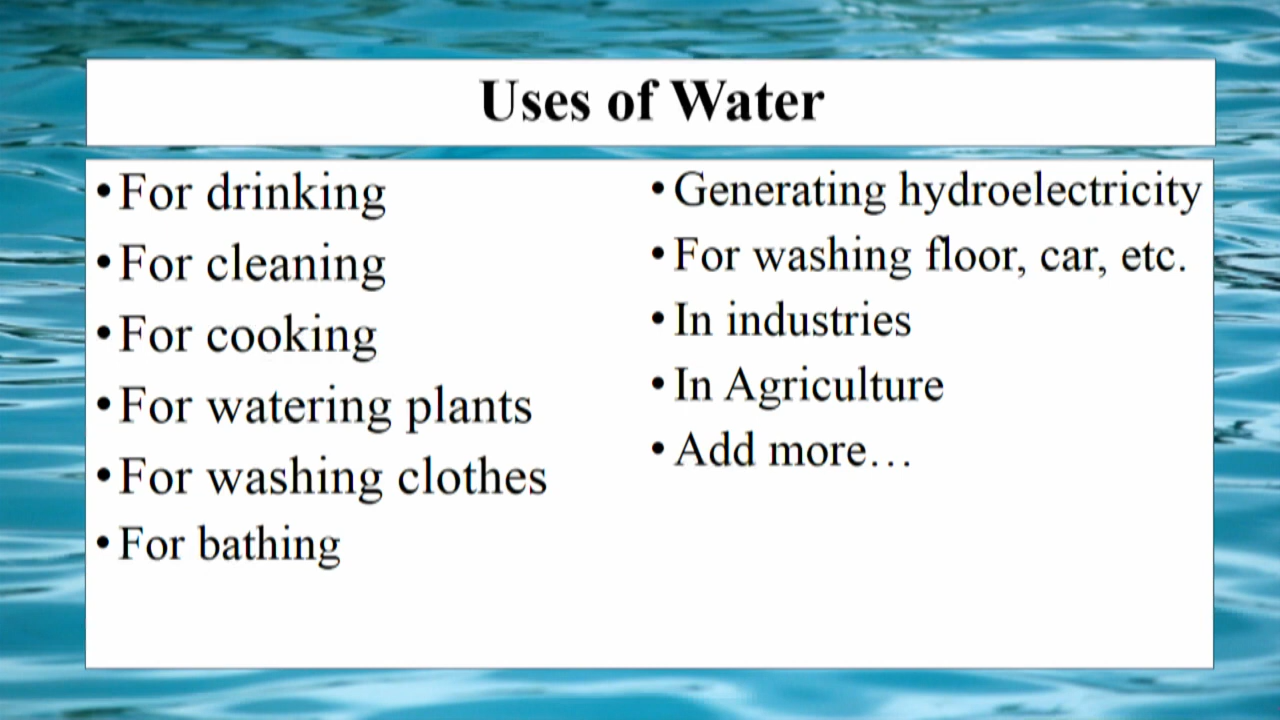 Uses of Water
•For drinking
•For cleaning
•For cooking
•For watering plants
•For washing clothes
•For bathing
•Generating hydroelectricity
•For washing floor, car, etc.
•In industries
•In Agriculture
•Add more…